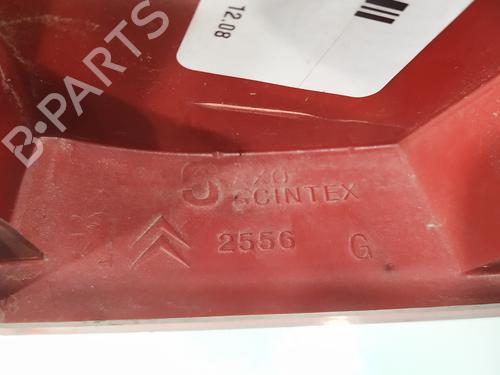 12.08
B-PARTS
AXO
SCINTEX
2556 G